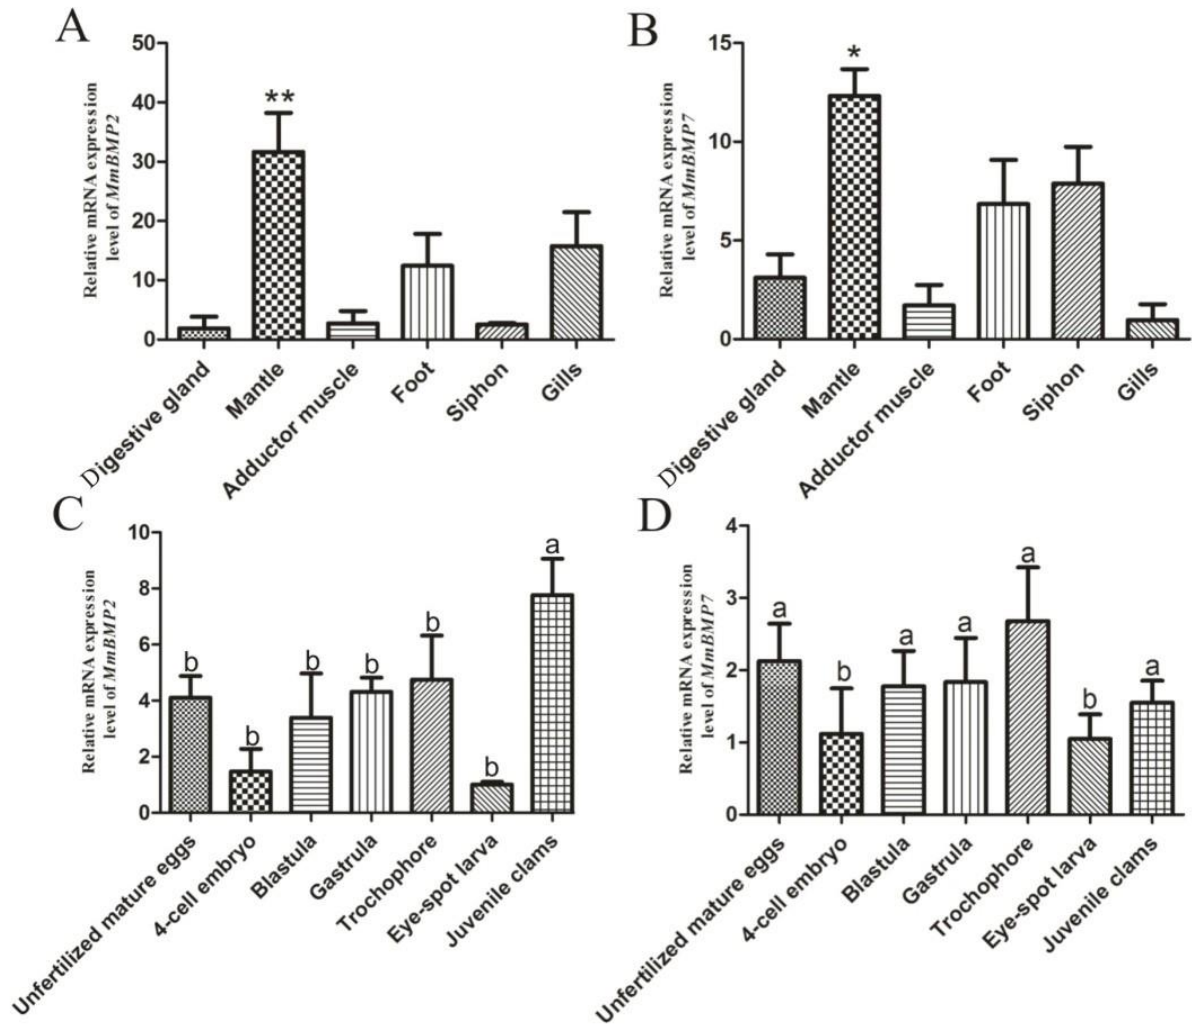 A
Relative mRNA expression
level of MmBMP2
50
40
30
20
10
0
**
Digestive gland
Mantle
Adductor muscle
Foot
Siphon
Gills
B
Relative mRNA expression
level of MmBMP7
15
10
5
0
*
Digestive gland
Mantle
Adductor muscle
Foot
Siphon
Gills
C
Relative mRNA expression
level of MmBMP2
10
8
6
4
2
0
b
b
b
b
b
b
a
Unfertilized mature eggs
4-cell embryo
Blastula
Gastrula
Trochophore
Eye-spot larva
Juvenile clams
D
Relative mRNA expression
level of MmBMP7
4
3
2
1
0
a
b
a
a
a
b
a
Unfertilized mature eggs
4-cell embryo
Blastula
Gastrula
Trochophore
Eye-spot larva
Juvenile clams